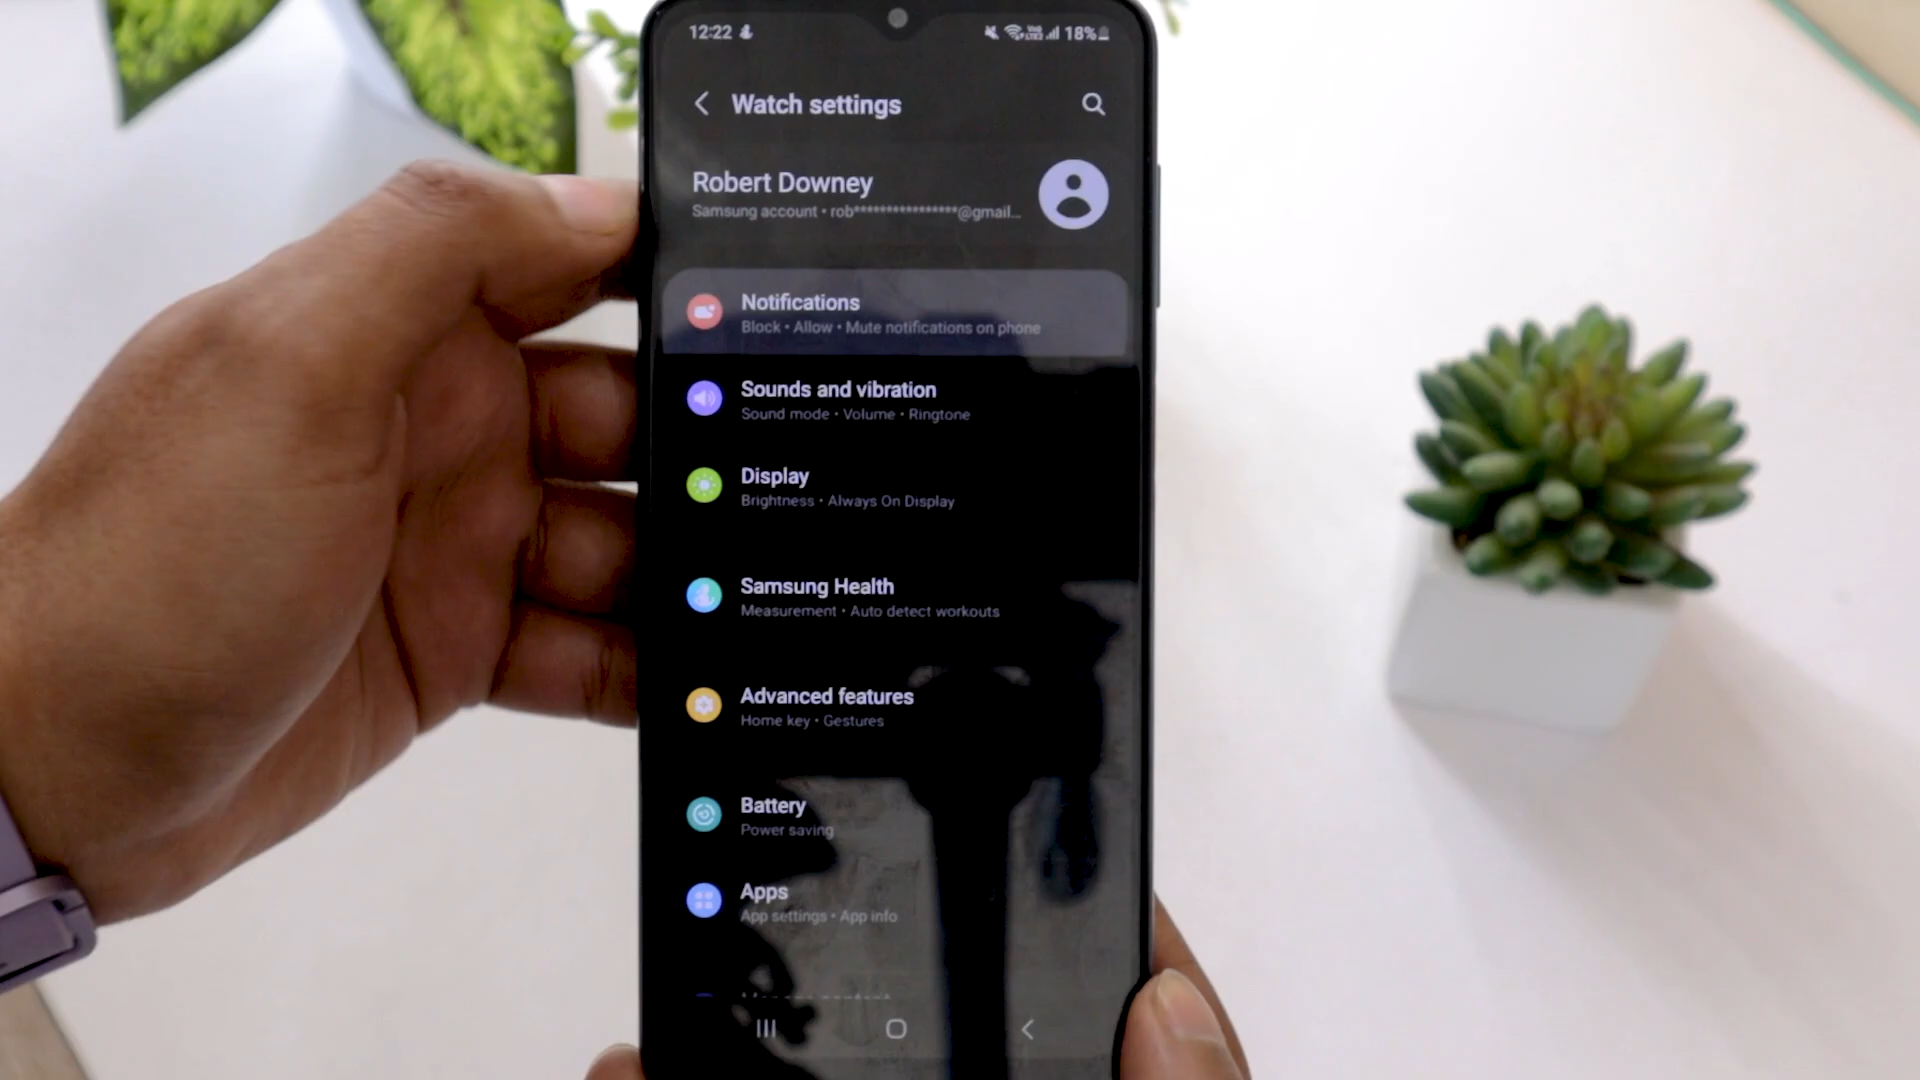 12:22 18%
Watch settings
Robert Downey
Samsung account • rob****************@gmail...
Notifications
Block • Allow • Mute notifications on phone
Sounds and vibration
Sound mode • Volume • Ringtone
Display
Brightness • Always On Display
Samsung Health
Measurement • Auto detect workouts
Advanced features
Home key • Gestures
Battery
Power saving
Apps
App settings • App info